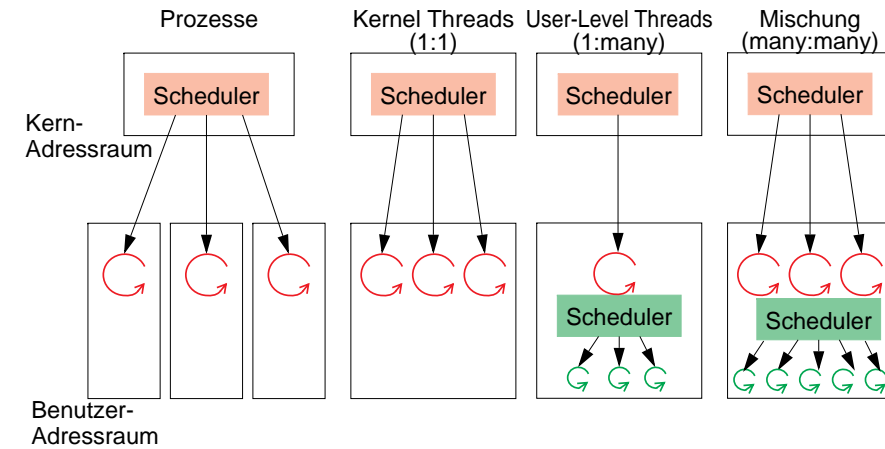 Prozesse
Kernel Threads
(1:1)
User-Level Threads
(1:many)
Mischung
(many:many)
Scheduler
Scheduler
Scheduler
Scheduler
Kern-
Adressraum
Scheduler
Scheduler
Benutzer-
Adressraum